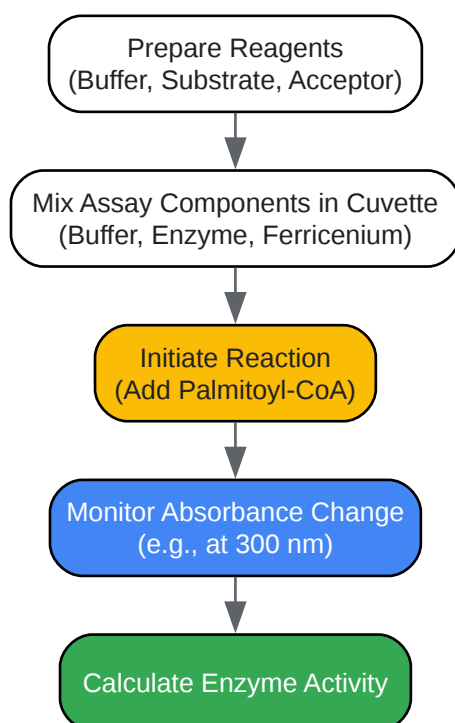 Prepare Reagents
(Buffer, Substrate, Acceptor)
Mix Assay Components in Cuvette
(Buffer, Enzyme, Ferricenium)
Initiate Reaction
(Add Palmitoyl-CoA)
Monitor Absorbance Change
(e.g., at 300 nm)
Calculate Enzyme Activity